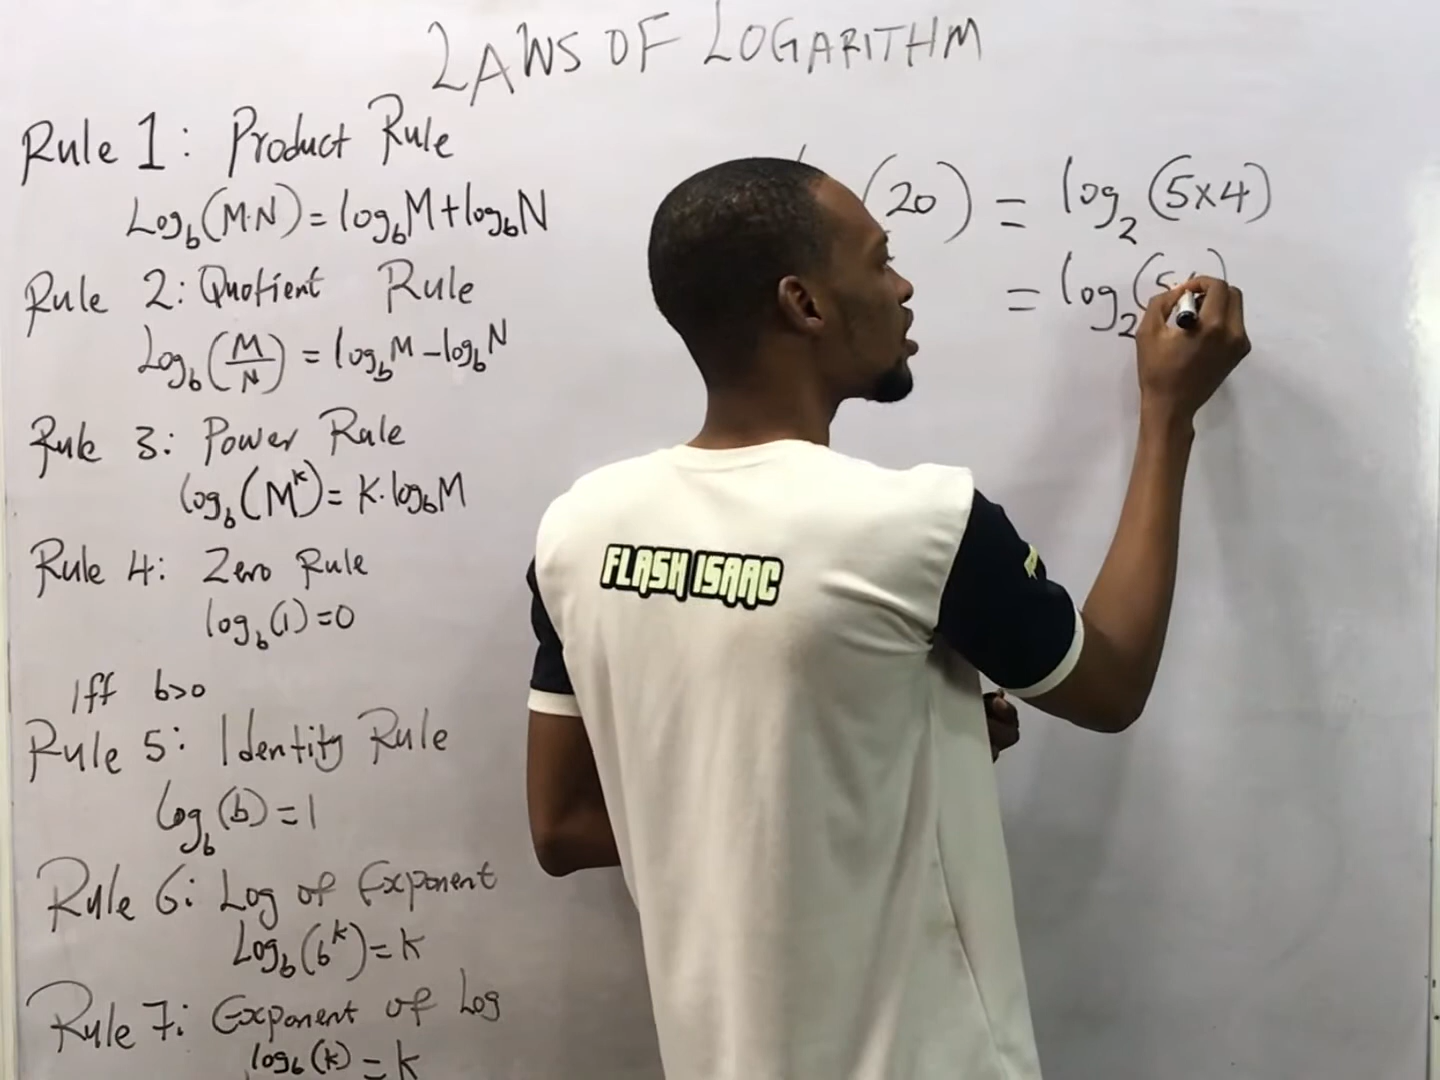 LAWS OF LOGARITHM
Rule 1: Product Rule
Log_b(M·N) = log_b M + log_b N
Rule 2: Quotient Rule
Log_b(M/N) = log_b M - log_b N
Rule 3: Power Rule
log_b(M^k) = K·log_b M
Rule 4: Zero Rule
log_b(1) = 0
Iff b>0
Rule 5: Identity Rule
log_b(b) = 1
Rule 6: Log of Exponent
Log_b(b^k) = K
Rule 7: Exponent of Log
log_b(k) = K
(20) = log_2(5×4)
= log_2(5
FLASH ISAAC